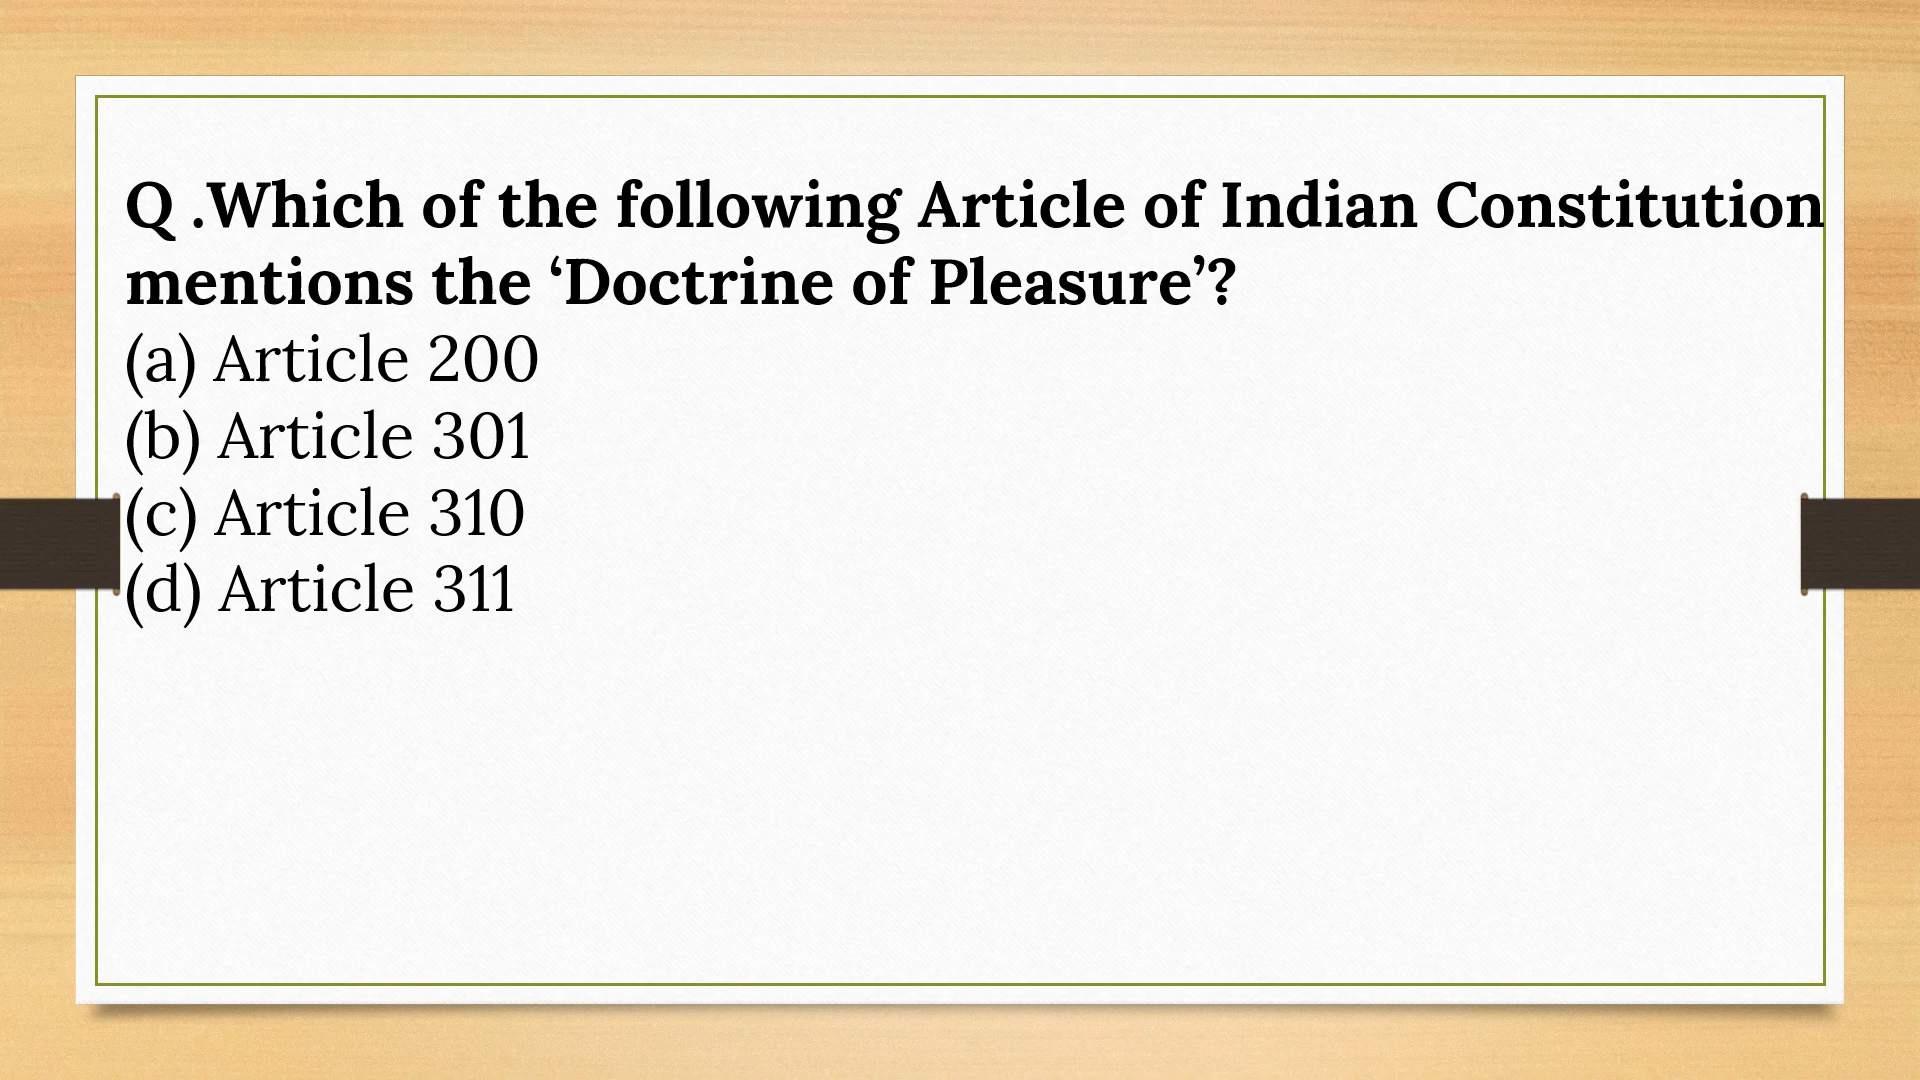 Q .Which of the following Article of Indian Constitution
mentions the ‘Doctrine of Pleasure’?
(a) Article 200
(b) Article 301
(c) Article 310
(d) Article 311